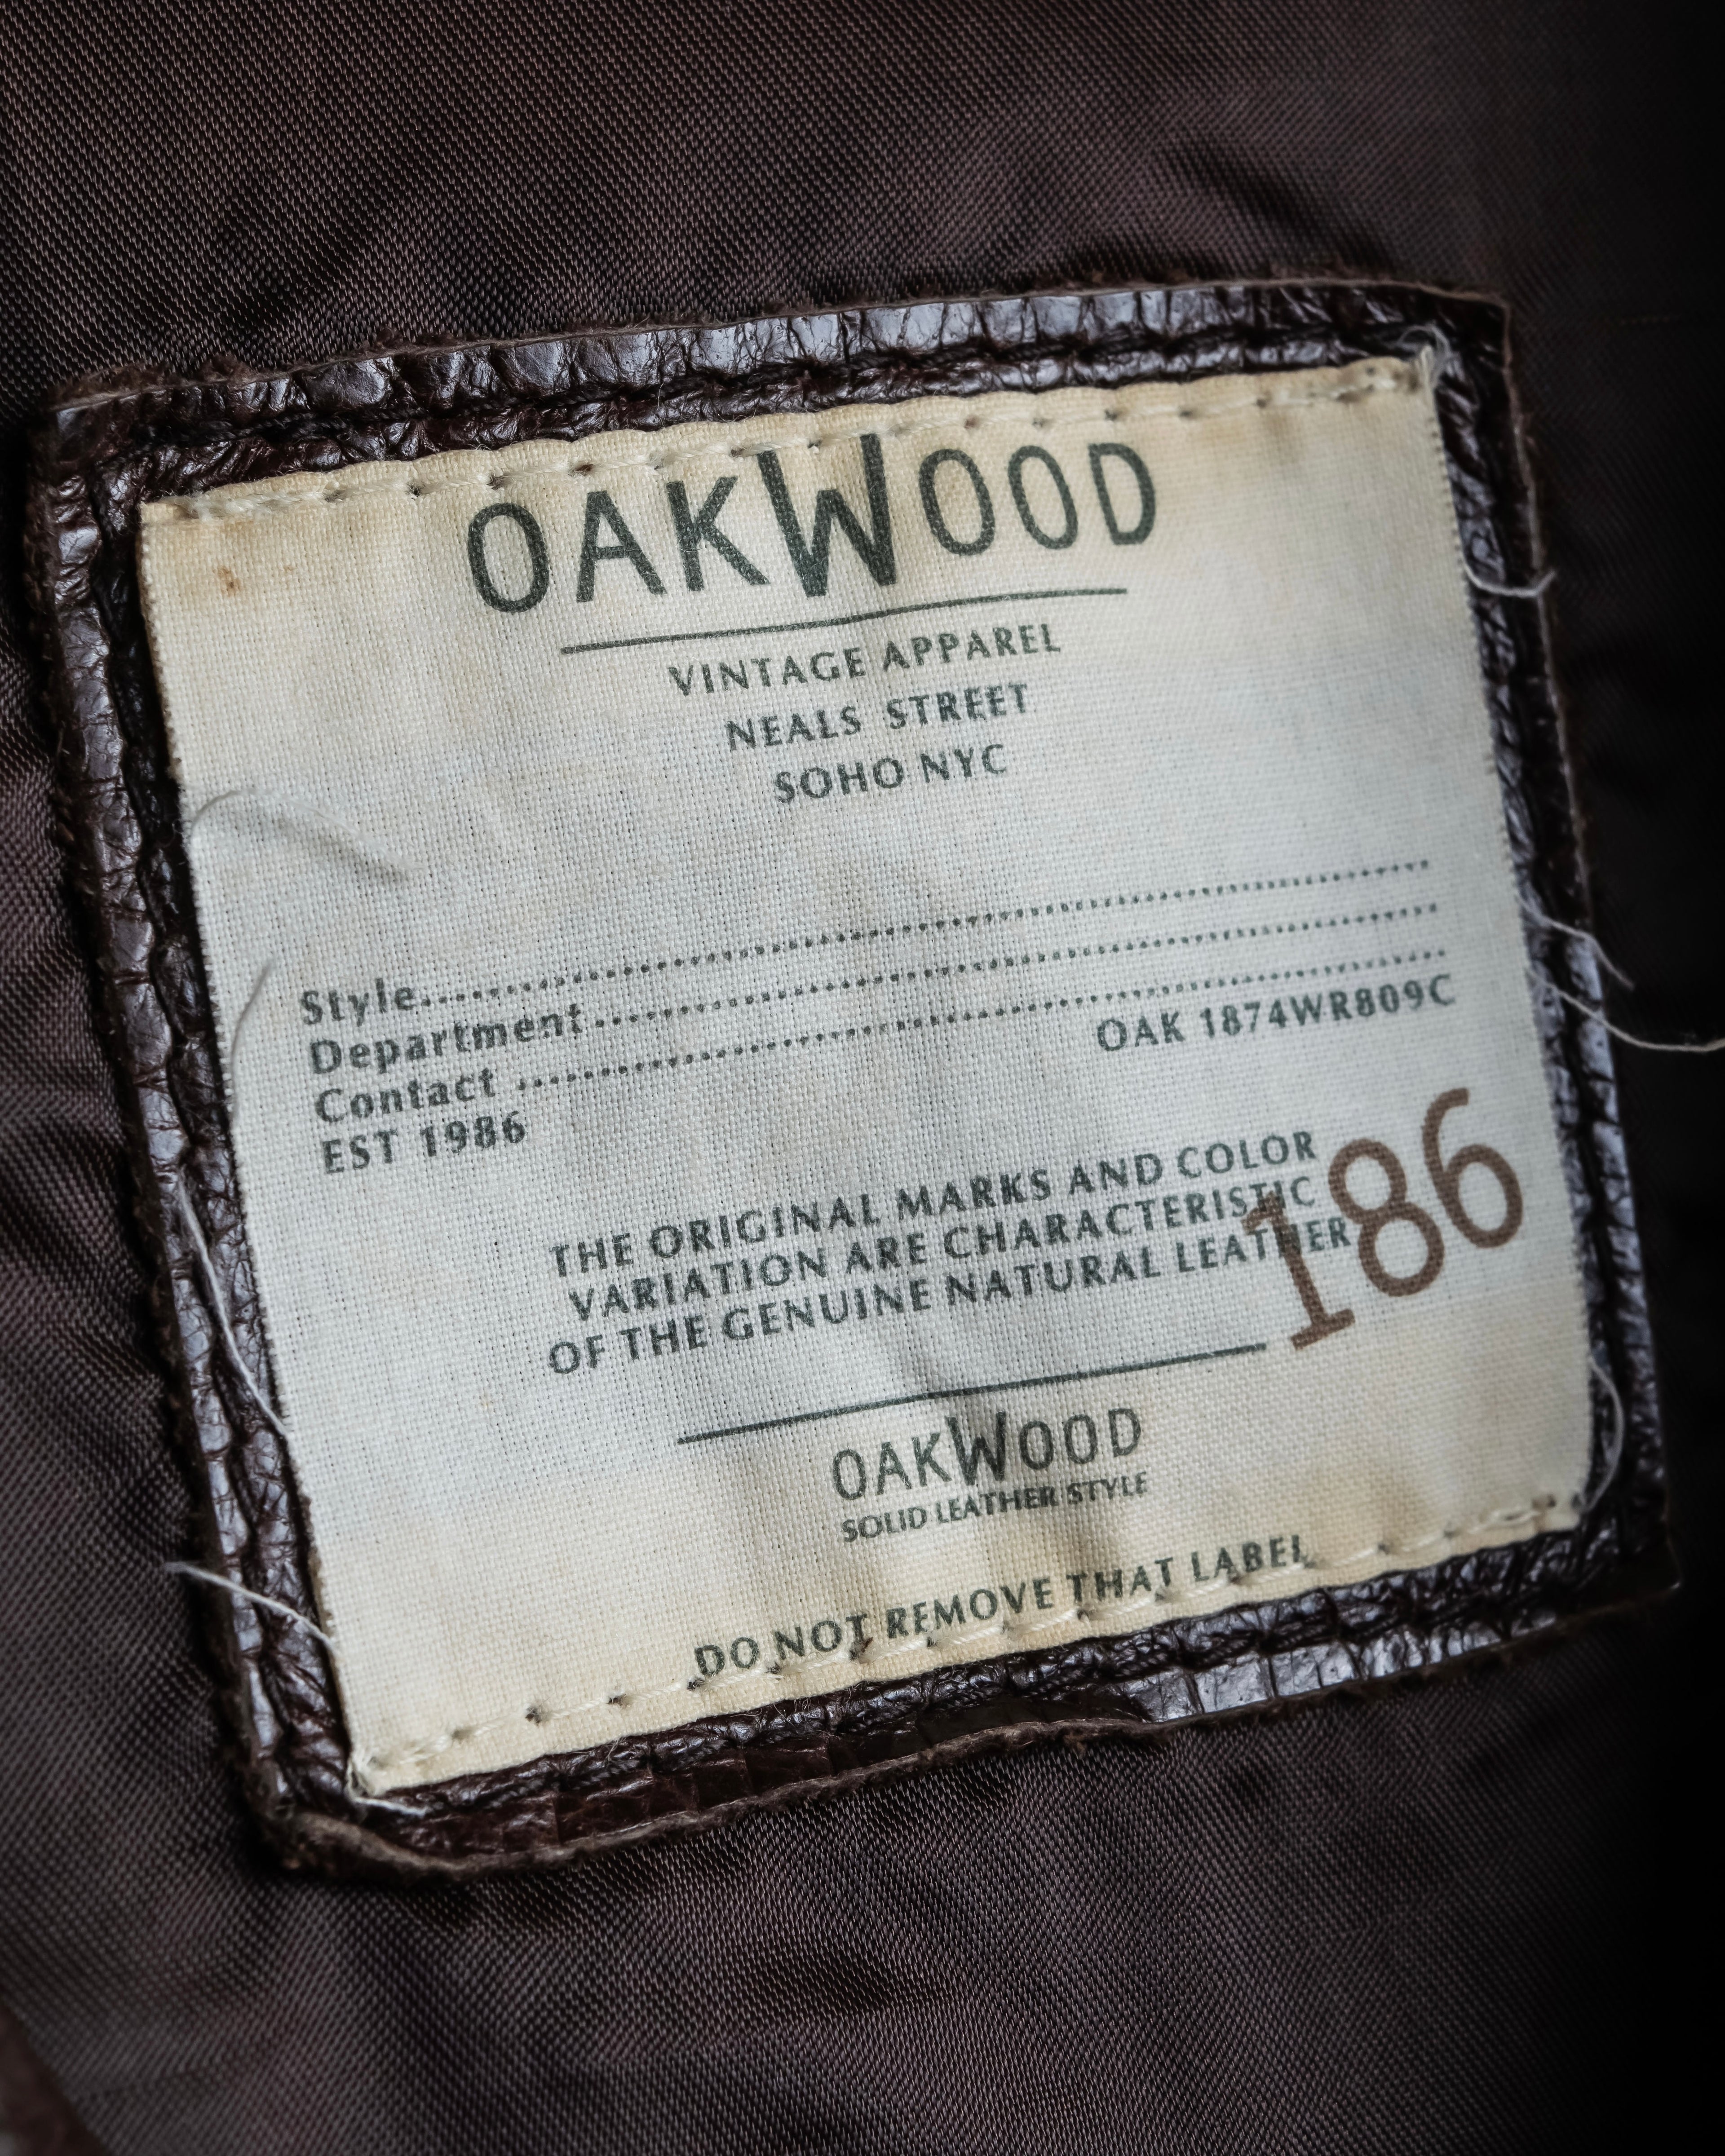 OAKWOOD
VINTAGE APPAREL
NEALS STREET
SOHO NYC
Style..........................................................................
Department..........................................................................
Contact ..........................................................................
EST 1986
OAK 1874WR809C
THE ORIGINAL MARKS AND COLOR
VARIATION ARE CHARACTERISTIC
OF THE GENUINE NATURAL LEATHER
186
OAKWOOD
SOLID LEATHER STYLE
DO NOT REMOVE THAT LABEL